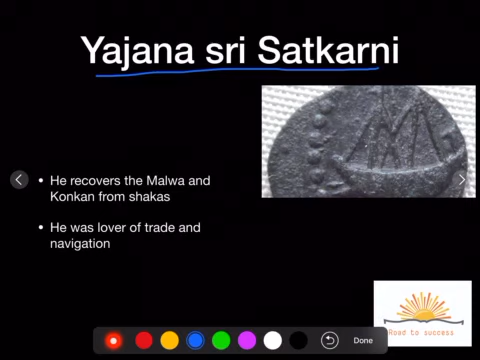 Yajana sri Satkarni
• He recovers the Malwa and
Konkan from shakas
• He was lover of trade and
navigation
Road to success
Done